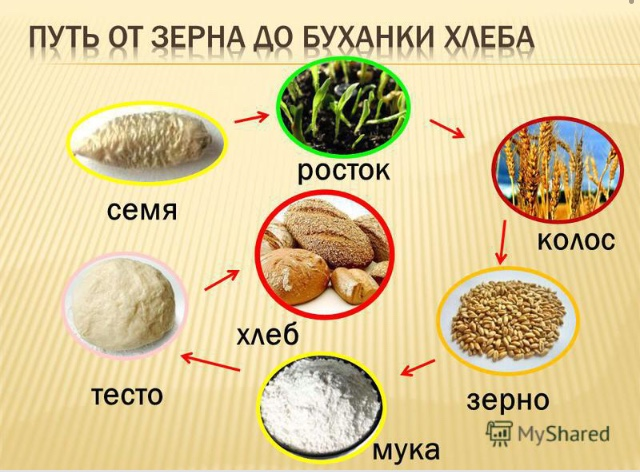 ПУТЬ ОТ ЗЕРНА ДО БУХАНКИ ХЛЕБА
семя
росток
колос
зерно
мука
тесто
хлеб
MyShared